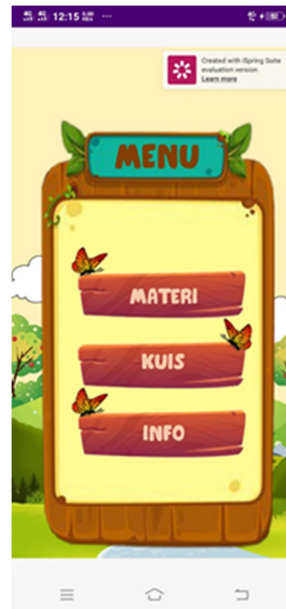 12:15
Created with iSpring Suite
evaluation version
Learn more
MENU
MATERI
KUIS
INFO